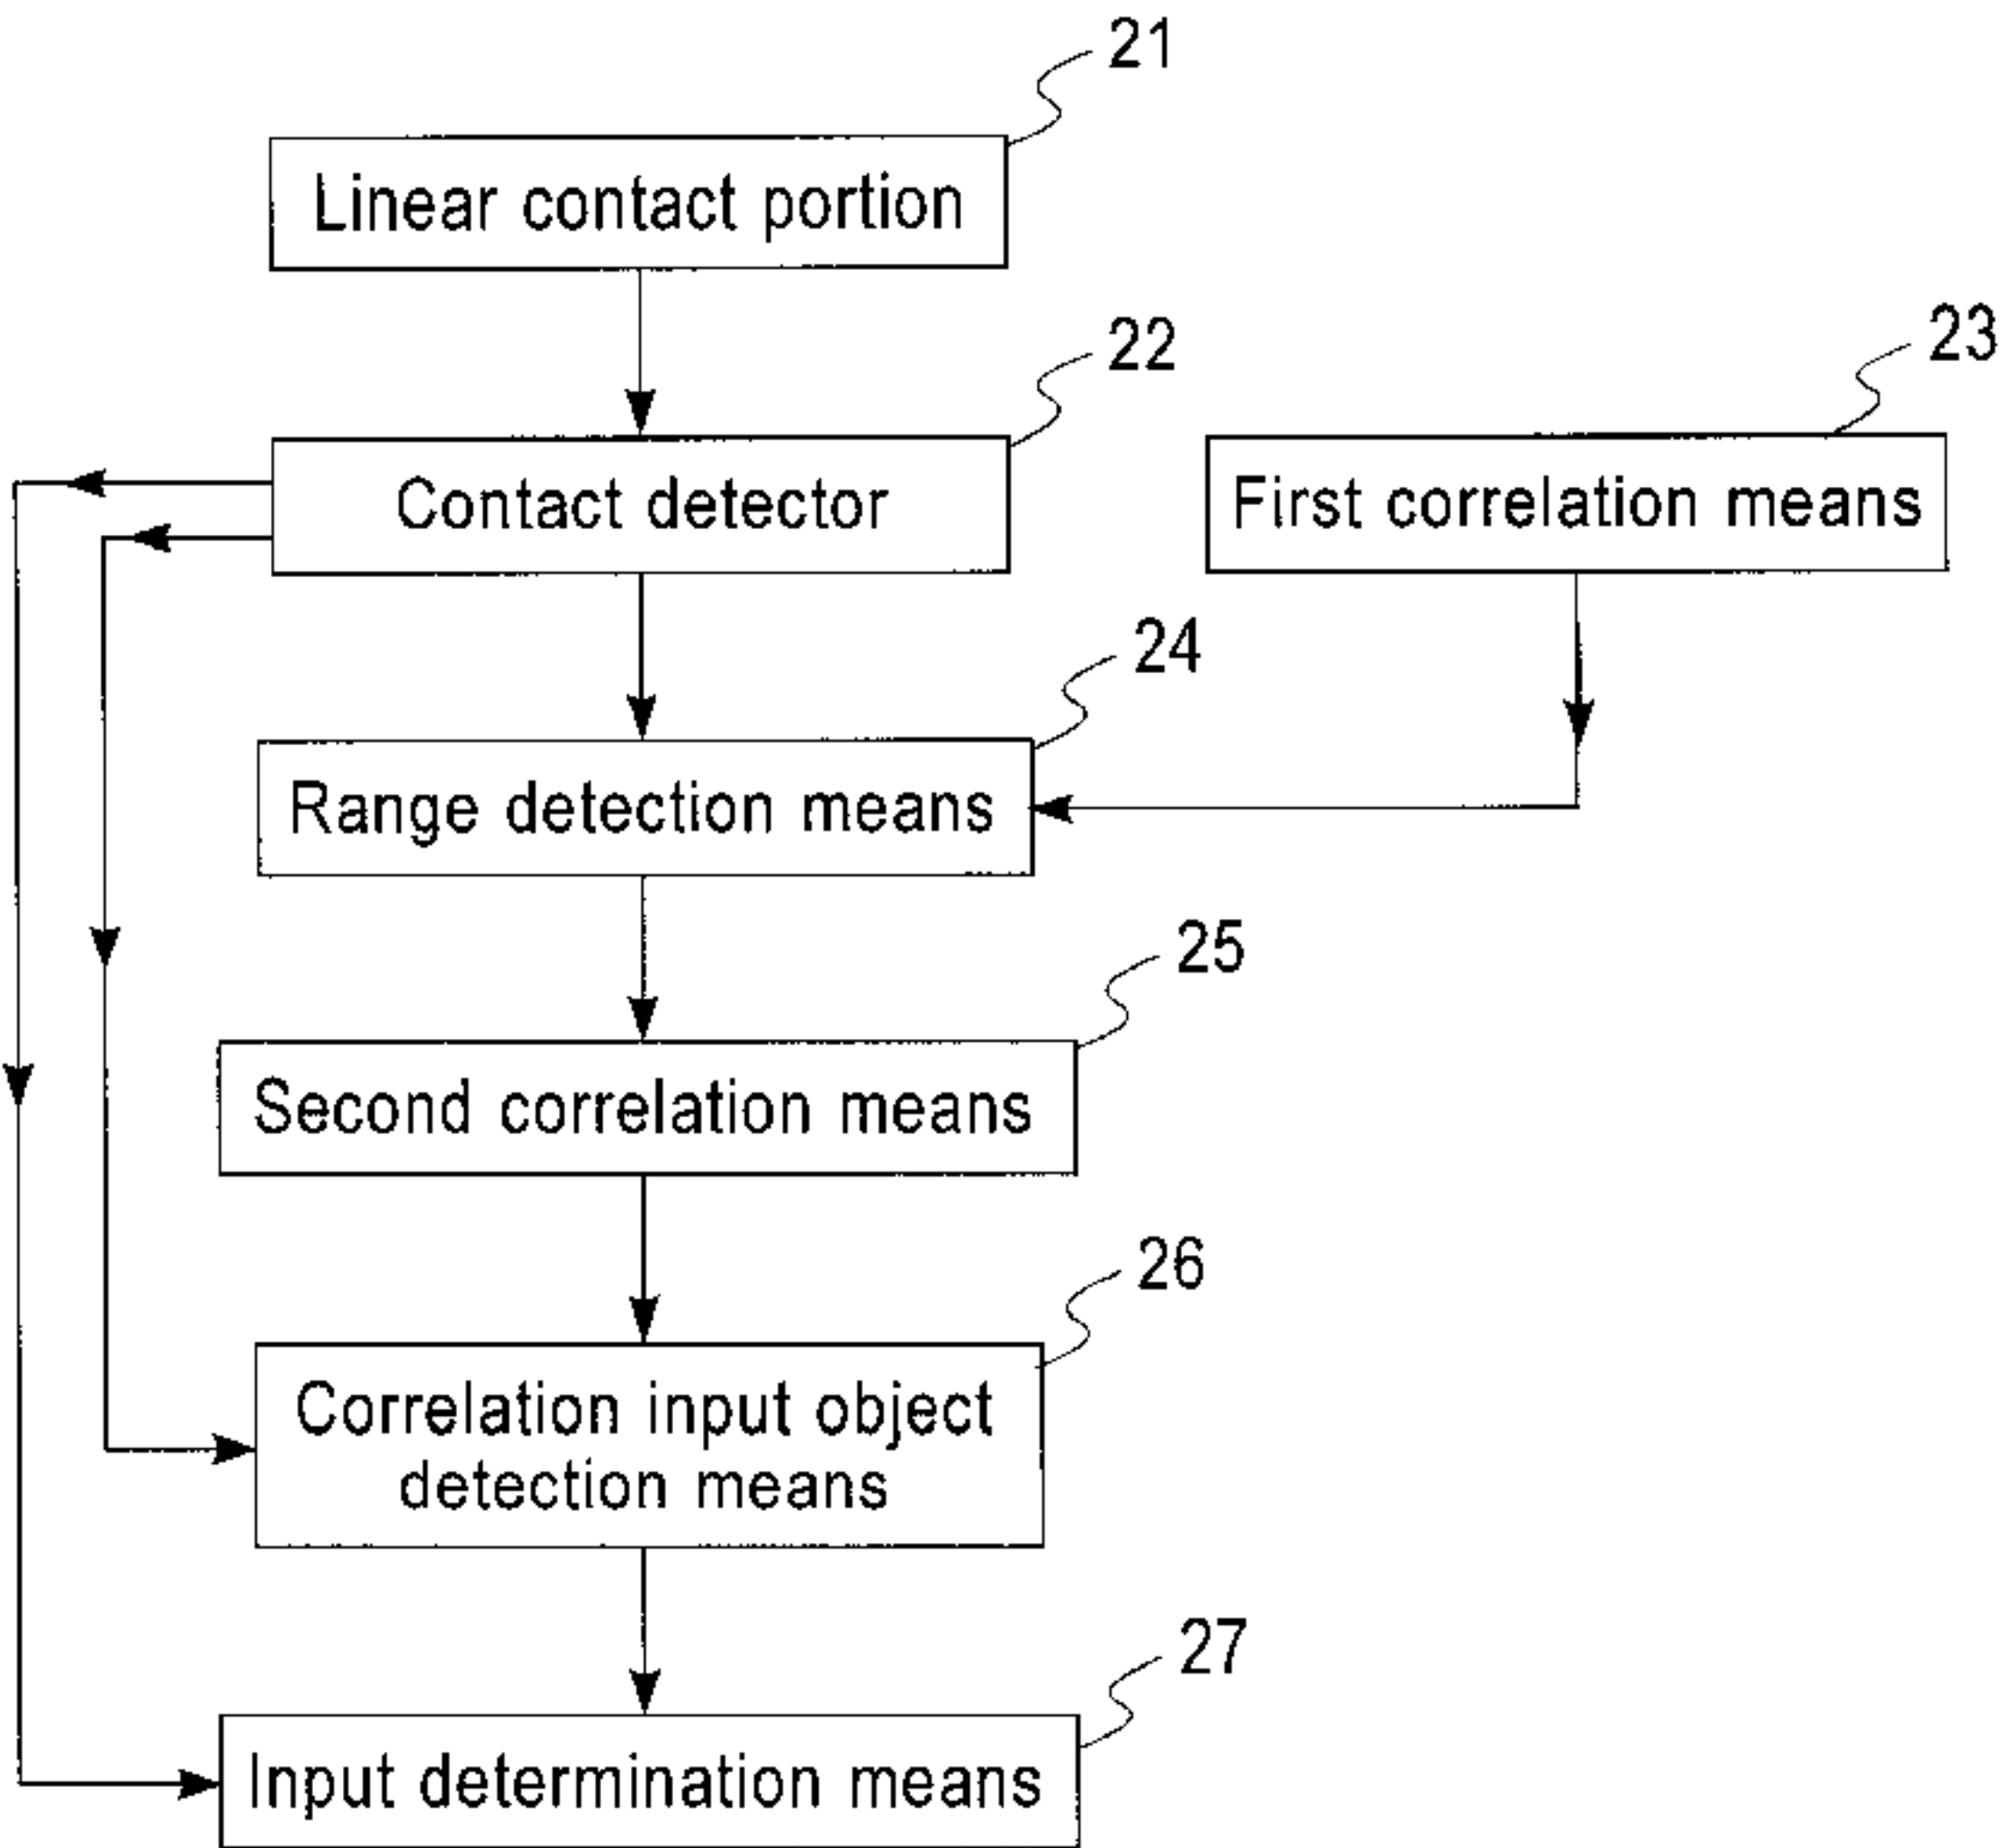 21
Linear contact portion
22
23
Contact detector
First correlation means
24
Range detection means
25
Second correlation means
26
Correlation input object
detection means
27
Input determination means